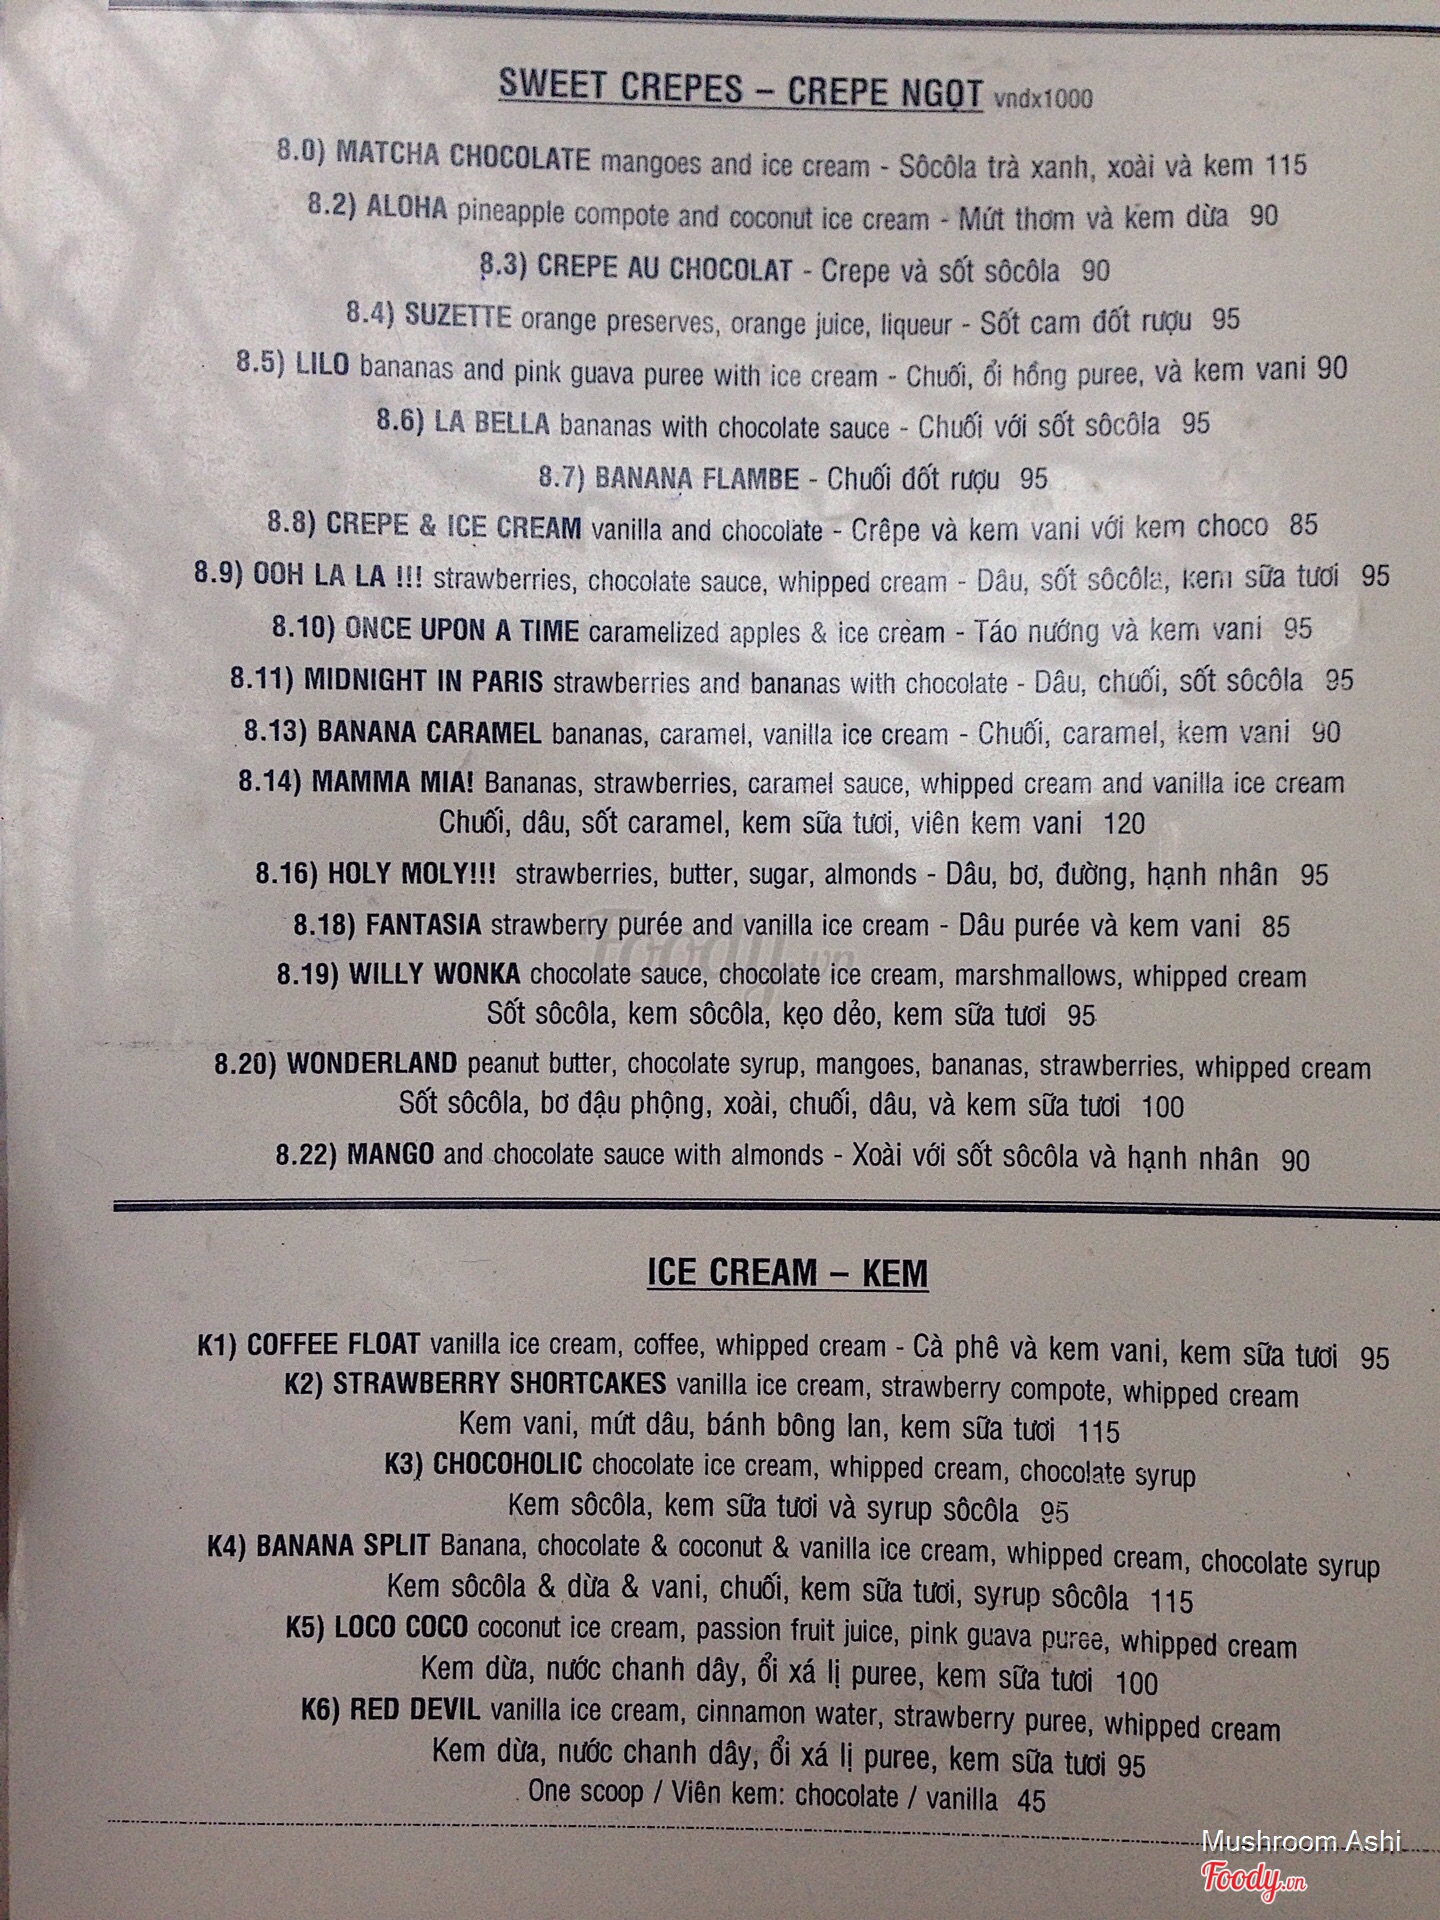 SWEET CREPES – CREPE NGỌT vndx1000
8.0) MATCHA CHOCOLATE mangoes and ice cream - Sôcôla trà xanh, xoài và kem 115
8.2) ALOHA pineapple compote and coconut ice cream - Mứt thơm và kem dừa 90
8.3) CREPE AU CHOCOLAT - Crepe và sốt sôcôla 90
8.4) SUZETTE orange preserves, orange juice, liqueur - Sốt cam đốt rượu 95
8.5) LILO bananas and pink guava puree with ice cream - Chuối, ổi hồng puree, và kem vani 90
8.6) LA BELLA bananas with chocolate sauce - Chuối với sốt sôcôla 95
8.7) BANANA FLAMBE - Chuối đốt rượu 95
8.8) CREPE & ICE CREAM vanilla and chocolate - Crêpe và kem vani với kem choco 85
8.9) OOH LA LA !!! strawberries, chocolate sauce, whipped cream - Dâu, sốt sôcôla, kem sữa tươi 95
8.10) ONCE UPON A TIME caramelized apples & ice cream - Táo nướng và kem vani 95
8.11) MIDNIGHT IN PARIS strawberries and bananas with chocolate - Dâu, chuối, sốt sôcôla 95
8.13) BANANA CARAMEL bananas, caramel, vanilla ice cream - Chuối, caramel, kem vani 90
8.14) MAMMA MIA! Bananas, strawberries, caramel sauce, whipped cream and vanilla ice cream
Chuối, dâu, sốt caramel, kem sữa tươi, viên kem vani 120
8.16) HOLY MOLY!!! strawberries, butter, sugar, almonds - Dâu, bơ, đường, hạnh nhân 95
8.18) FANTASIA strawberry purée and vanilla ice cream - Dâu purée và kem vani 85
Foody.vn
8.19) WILLY WONKA chocolate sauce, chocolate ice cream, marshmallows, whipped cream
Sốt sôcôla, kem sôcôla, kẹo dẻo, kem sữa tươi 95
8.20) WONDERLAND peanut butter, chocolate syrup, mangoes, bananas, strawberries, whipped cream
Sốt sôcôla, bơ đậu phộng, xoài, chuối, dâu, và kem sữa tươi 100
8.22) MANGO and chocolate sauce with almonds - Xoài với sốt sôcôla và hạnh nhân 90
ICE CREAM – KEM
K1) COFFEE FLOAT vanilla ice cream, coffee, whipped cream - Cà phê và kem vani, kem sữa tươi 95
K2) STRAWBERRY SHORTCAKES vanilla ice cream, strawberry compote, whipped cream
Kem vani, mứt dâu, bánh bông lan, kem sữa tươi 115
K3) CHOCOHOLIC chocolate ice cream, whipped cream, chocolate syrup
Kem sôcôla, kem sữa tươi và syrup sôcôla 95
K4) BANANA SPLIT Banana, chocolate & coconut & vanilla ice cream, whipped cream, chocolate syrup
Kem sôcôla & dừa & vani, chuối, kem sữa tươi, syrup sôcôla 115
K5) LOCO COCO coconut ice cream, passion fruit juice, pink guava puree, whipped cream
Kem dừa, nước chanh dây, ổi xá lị puree, kem sữa tươi 100
K6) RED DEVIL vanilla ice cream, cinnamon water, strawberry puree, whipped cream
Kem dừa, nước chanh dây, ổi xá lị puree, kem sữa tươi 95
One scoop / Viên kem: chocolate / vanilla 45
Mushroom Ashi
Foody.vn